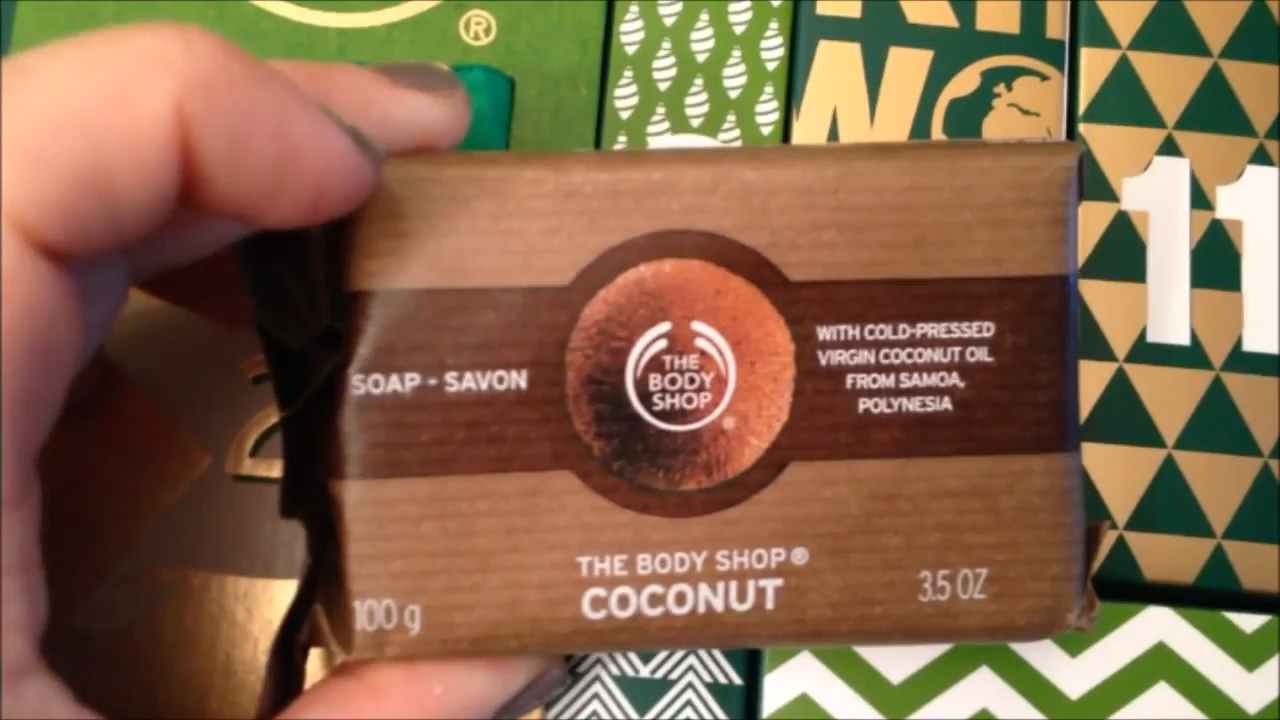 ®
11
2
THE
BODY
SHOP
®
SOAP - SAVON
WITH COLD-PRESSED
VIRGIN COCONUT OIL
FROM SAMOA,
POLYNESIA
THE BODY SHOP®
COCONUT
100 g
3.5 OZ